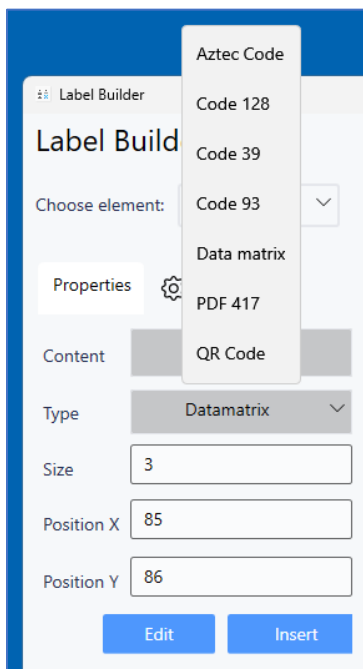 Aztec Code
Label Builder
Code 128
Label Build
Code 39
Choose element:
Code 93
Data matrix
Properties
PDF 417
Content
QR Code
Type
Datamatrix
Size
3
Position X
85
Position Y
86
Edit
Insert